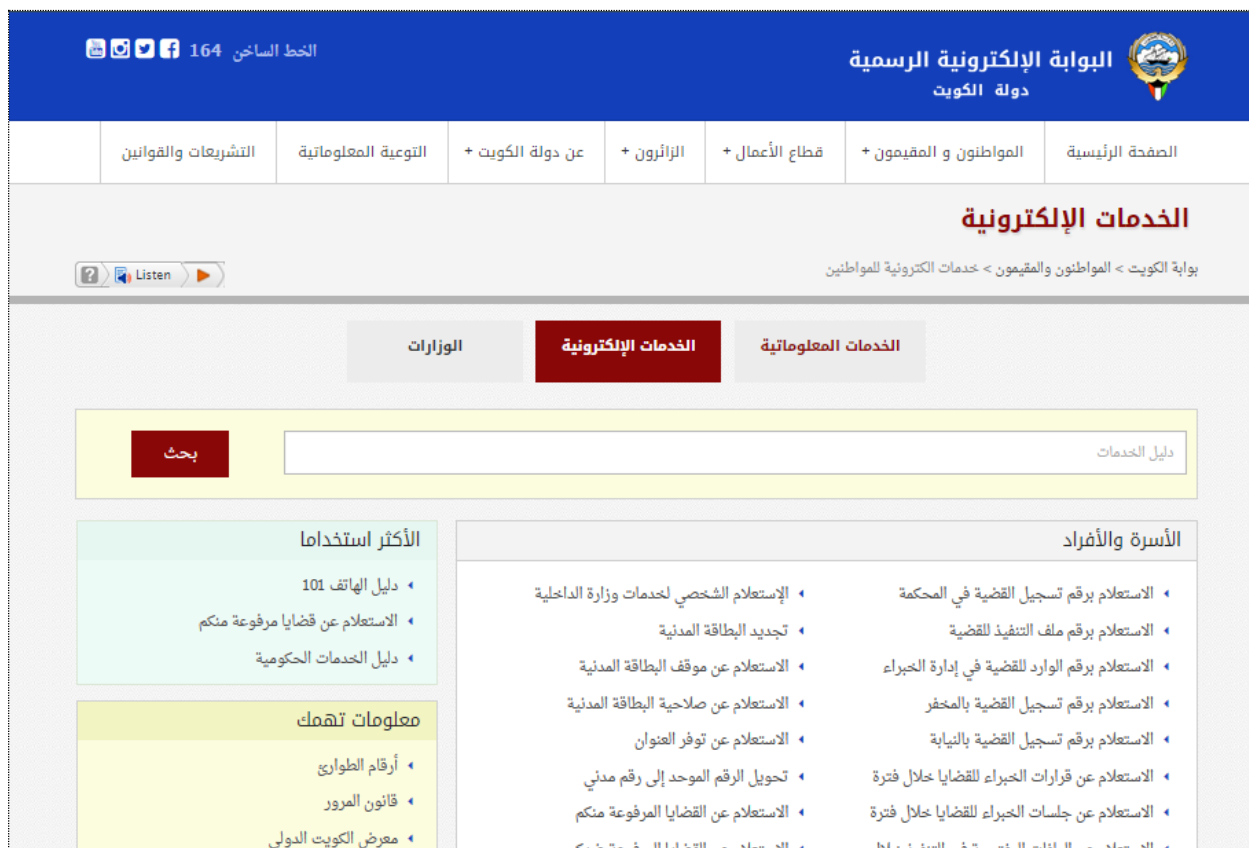 البوابة الإلكترونية الرسمية
دولة الكويت
الخط الساخن 164
الصفحة الرئيسية
المواطنون و المقيمون +
قطاع الأعمال +
الزائرون +
عن دولة الكويت +
التوعية المعلوماتية
التشريعات والقوانين
الخدمات الإلكترونية
بوابة الكويت > المواطنون والمقيمون > خدمات الكترونية للمواطنين
? Listen
الخدمات المعلوماتية
الخدمات الإلكترونية
الوزارات
دليل الخدمات
بحث
الأسرة والأفراد
الاستعلام برقم تسجيل القضية في المحكمة
الاستعلام برقم ملف التنفيذ للقضية
الاستعلام برقم الوارد للقضية في إدارة الخبراء
الاستعلام برقم تسجيل القضية بالمخفر
الاستعلام برقم تسجيل القضية بالنيابة
الاستعلام عن قرارات الخبراء للقضايا خلال فترة
الاستعلام عن جلسات الخبراء للقضايا خلال فترة
الإستعلام الشخصي لخدمات وزارة الداخلية
تجديد البطاقة المدنية
الاستعلام عن موقف البطاقة المدنية
الاستعلام عن صلاحية البطاقة المدنية
الاستعلام عن توفر العنوان
تحويل الرقم الموحد إلى رقم مدني
الاستعلام عن القضايا المرفوعة منكم
الأكثر استخداما
دليل الهاتف 101
الاستعلام عن قضايا مرفوعة منكم
دليل الخدمات الحكومية
معلومات تهمك
أرقام الطوارئ
قانون المرور
معرض الكويت الدولي